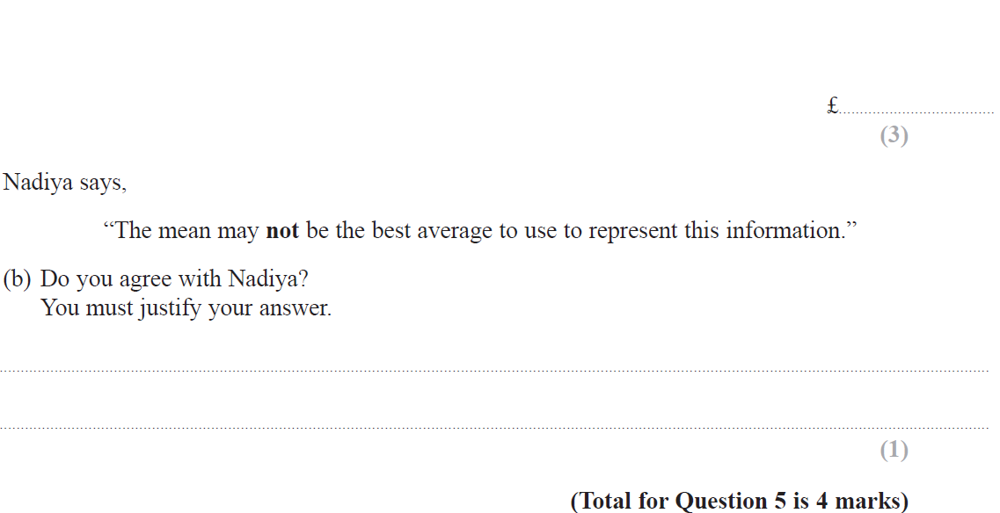 £
(3)
Nadiya says,
“The mean may not be the best average to use to represent this information.”
(b) Do you agree with Nadiya?
You must justify your answer.
(1)
(Total for Question 5 is 4 marks)